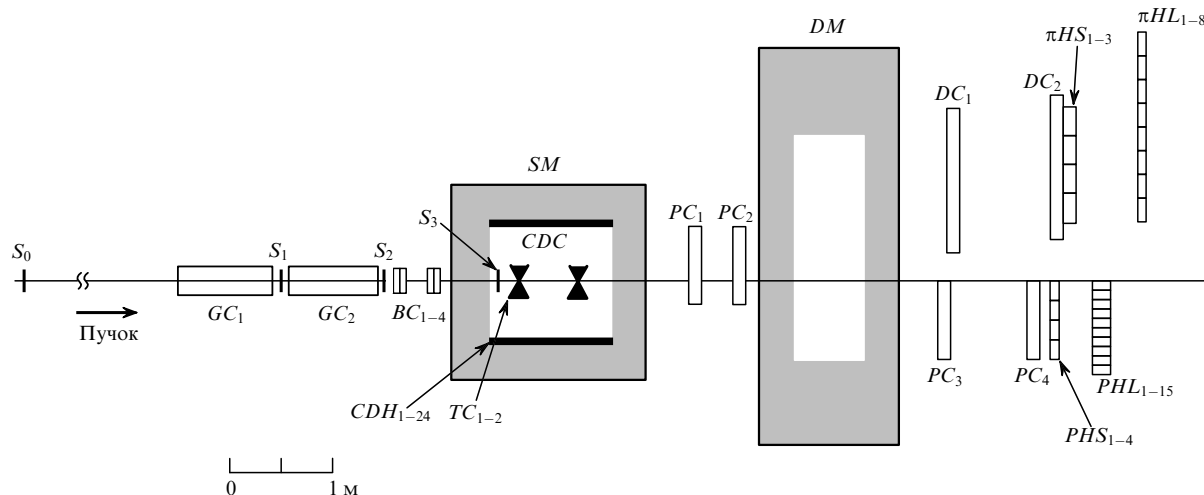 πHL₁₋₈
DM
πHS₁₋₃
DC₁
DC₂
SM
S₃
PC₁
PC₂
S₀
S₁
S₂
CDC
GC₁
GC₂
BC₁₋₄
Пучок
PC₃
PC₄
PHL₁₋₁₅
CDH₁₋₂₄
TC₁₋₂
PHS₁₋₄
0
1 м